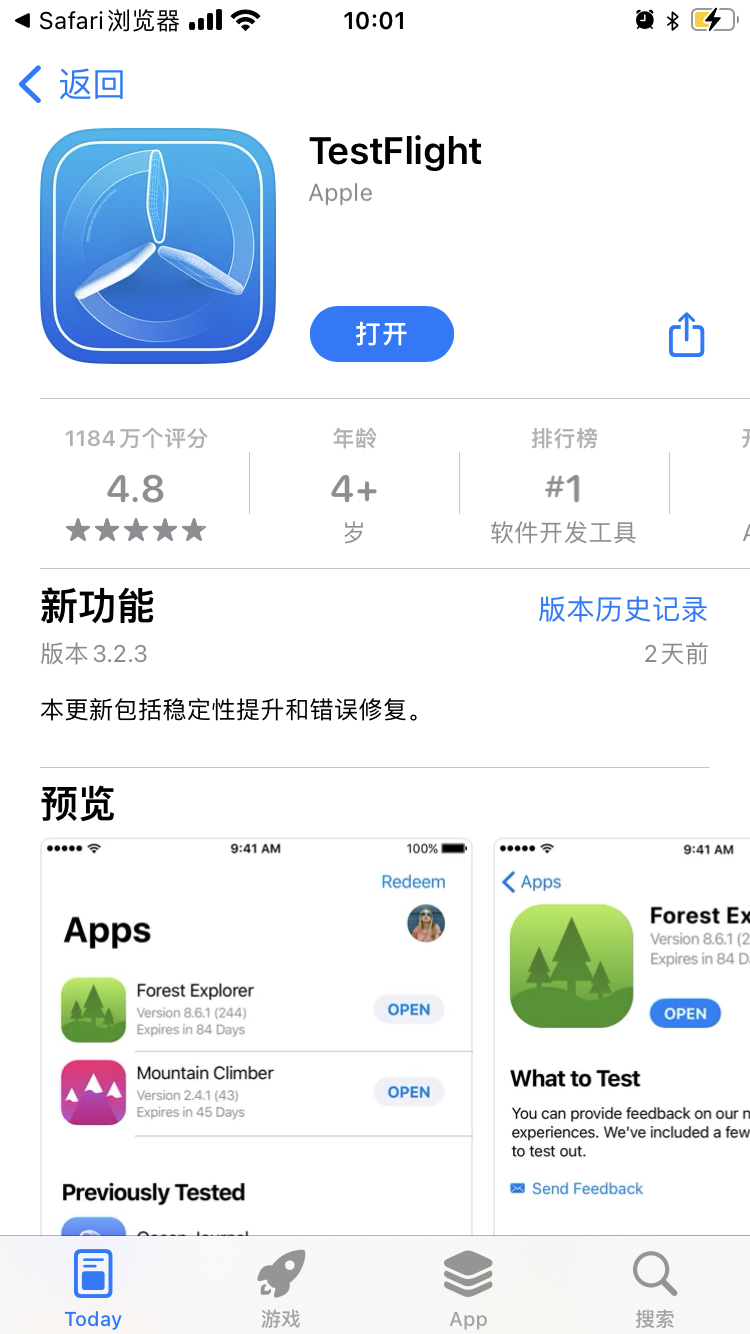 Safari浏览器
10:01
返回
TestFlight
Apple
打开
1184万个评分
年龄
排行榜
4.8
4+
#1
岁
软件开发工具
新功能
版本历史记录
版本 3.2.3
2天前
本更新包括稳定性提升和错误修复。
预览
9:41 AM
100%
Redeem
Apps
Forest Explorer
Version 8.6.1 (244)
Expires in 84 Days
OPEN
Mountain Climber
Version 2.4.1 (43)
Expires in 45 Days
OPEN
Previously Tested
9:41 AM
Apps
Forest Ex
Version 8.6.1 (2
Expires in 84 D
OPEN
What to Test
You can provide feedback on our n
experiences. We've included a few
to test out.
Send Feedback
Today
游戏
App
搜索